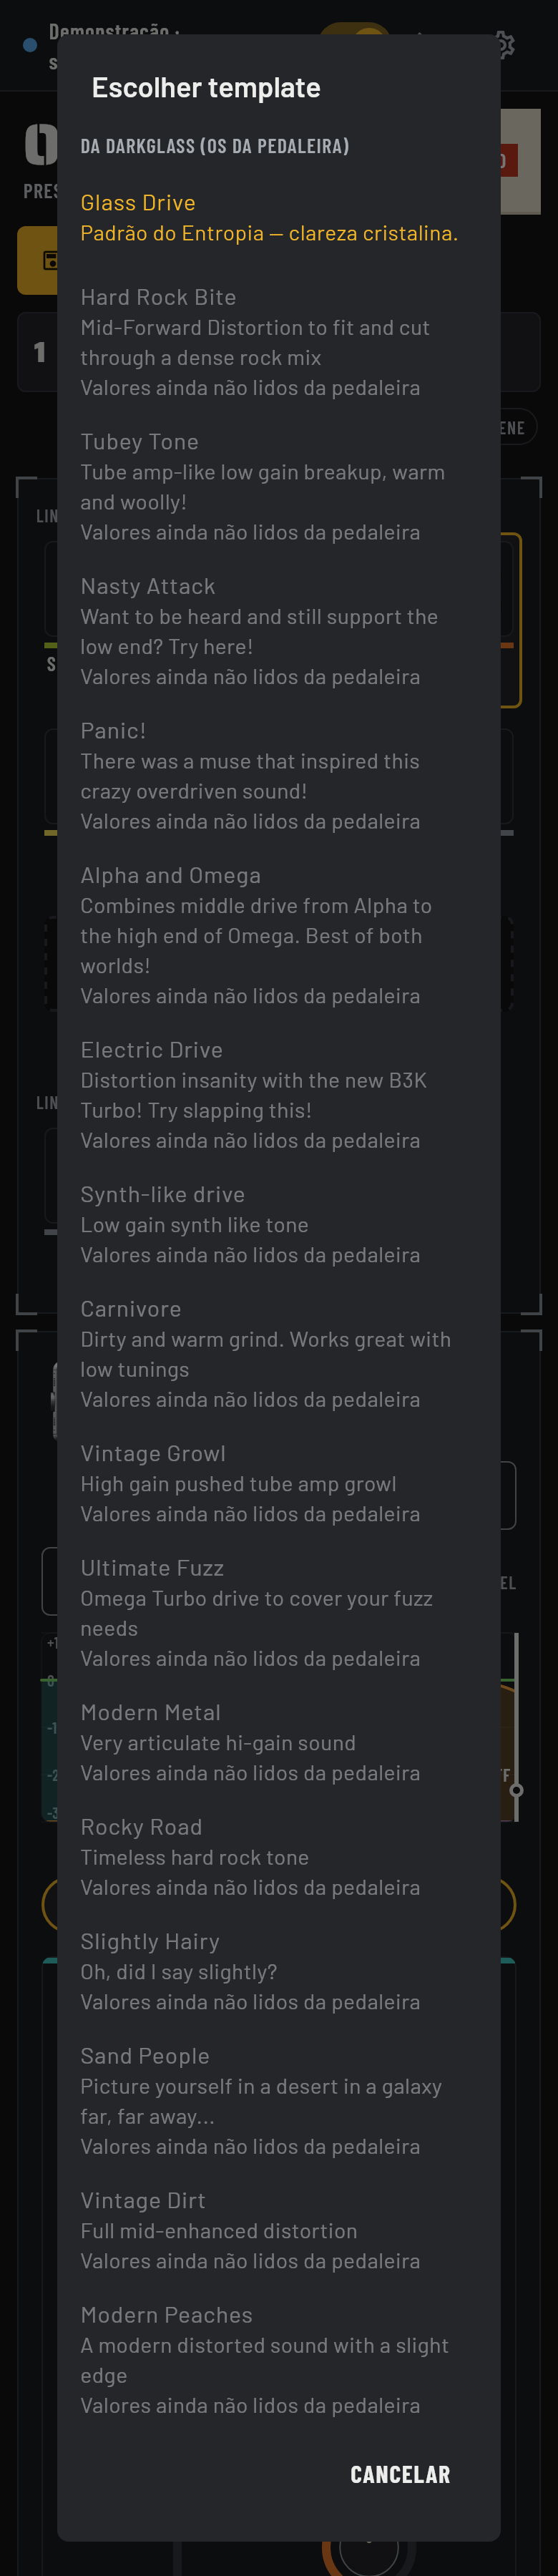 Demonstração ·
s
Escolher template
DA DARKGLASS (OS DA PEDALEIRA)
PRES
Glass Drive
Padrão do Entropia — clareza cristalina.
Hard Rock Bite
Mid-Forward Distortion to fit and cut
1
through a dense rock mix
Valores ainda não lidos da pedaleira
ENE
Tubey Tone
Tube amp-like low gain breakup, warm
and woolly!
LIN
Valores ainda não lidos da pedaleira
Nasty Attack
Want to be heard and still support the
low end? Try here!
S
Valores ainda não lidos da pedaleira
Panic!
There was a muse that inspired this
crazy overdriven sound!
Valores ainda não lidos da pedaleira
Alpha and Omega
Combines middle drive from Alpha to
the high end of Omega. Best of both
worlds!
Valores ainda não lidos da pedaleira
Electric Drive
Distortion insanity with the new B3K
LIN
Turbo! Try slapping this!
Valores ainda não lidos da pedaleira
Synth-like drive
Low gain synth like tone
Valores ainda não lidos da pedaleira
Carnivore
Dirty and warm grind. Works great with
low tunings
Valores ainda não lidos da pedaleira
Vintage Growl
High gain pushed tube amp growl
Valores ainda não lidos da pedaleira
Ultimate Fuzz
EL
Omega Turbo drive to cover your fuzz
needs
+1
Valores ainda não lidos da pedaleira
0
Modern Metal
-1
Very articulate hi-gain sound
Valores ainda não lidos da pedaleira
-2
FF
-3
Rocky Road
Timeless hard rock tone
Valores ainda não lidos da pedaleira
Slightly Hairy
Oh, did I say slightly?
Valores ainda não lidos da pedaleira
Sand People
Picture yourself in a desert in a galaxy
far, far away...
Valores ainda não lidos da pedaleira
Vintage Dirt
Full mid-enhanced distortion
Valores ainda não lidos da pedaleira
Modern Peaches
A modern distorted sound with a slight
edge
Valores ainda não lidos da pedaleira
CANCELAR